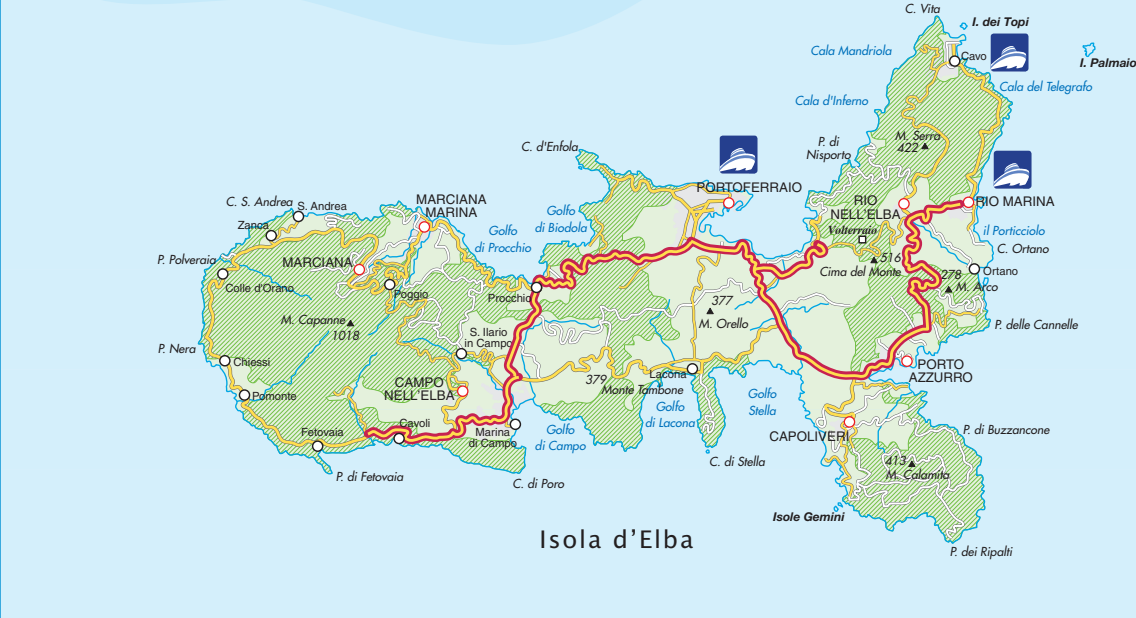 C. Vita
I. dei Topi
Cala Mandriola
Cavo
I. Palmaio
Cala del Telegrafo
Cala d'Inferno
M. Serra
422
P. di
Nisporto
C. d'Enfola
PORTOFERRAIO
RIO
NELL'ELBA
RIO MARINA
MARCIANA
MARINA
C. S. Andrea
S. Andrea
Zanca
Golfo
di Biodola
Golfo
di Procchio
Volterraio
il Porticciolo
C. Ortano
P. Polveraia
MARCIANA
516
Cima del Monte
Ortano
278
M. Arco
Colle d'Orano
Poggio
Procchio
377
M. Orello
M. Capanne
1018
P. delle Cannelle
S. Ilario
in Campo
P. Nera
Chiessi
PORTO
AZZURRO
Lacona
379
Monte Tambone
CAMPO
NELL'ELBA
Pomonte
Golfo
Stella
Golfo
di Lacona
Cavoli
Marina
di Campo
Golfo
di Campo
CAPOLIVERI
P. di Buzzancone
Fetovaia
C. di Stella
413
M. Calamita
P. di Fetovaia
C. di Poro
Isole Gemini
Isola d'Elba
P. dei Ripalti